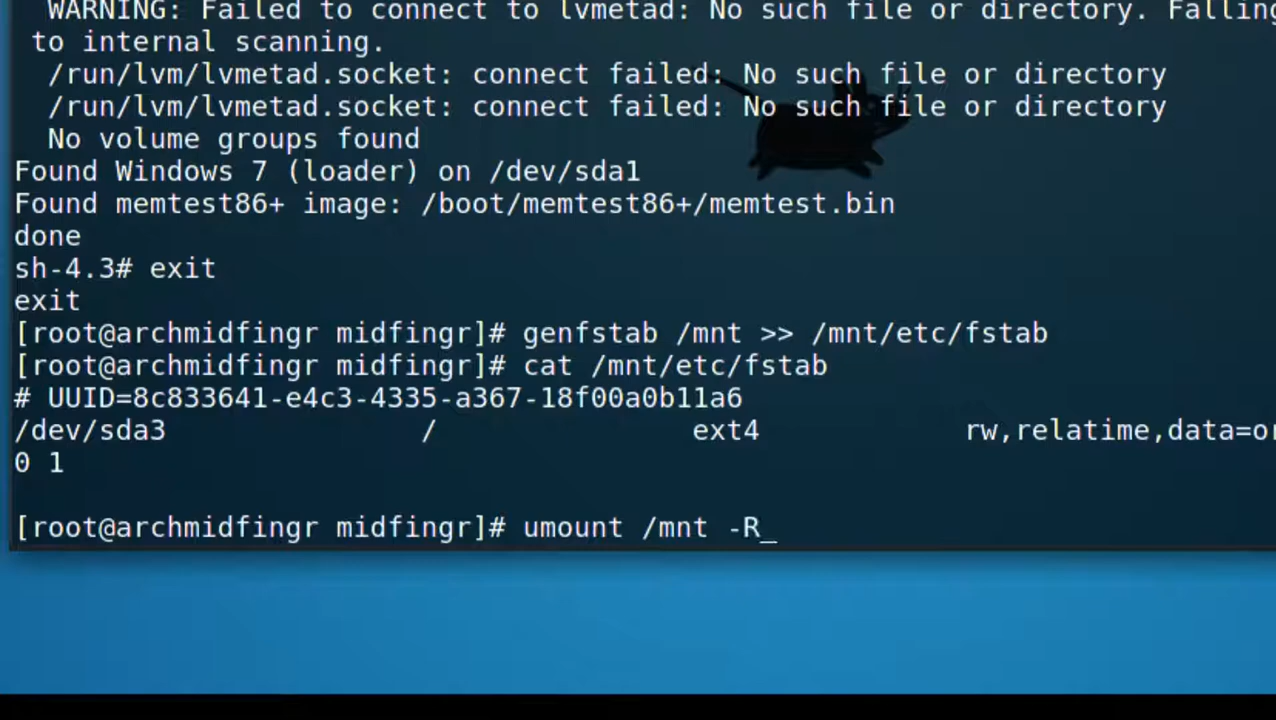 WARNING: Failed to connect to lvmetad: No such file or directory. Falling
to internal scanning.
/run/lvm/lvmetad.socket: connect failed: No such file or directory
/run/lvm/lvmetad.socket: connect failed: No such file or directory
No volume groups found
Found Windows 7 (loader) on /dev/sda1
Found memtest86+ image: /boot/memtest86+/memtest.bin
done
sh-4.3# exit
exit
[root@archmidfingr midfingr]# genfstab /mnt >> /mnt/etc/fstab
[root@archmidfingr midfingr]# cat /mnt/etc/fstab
# UUID=8c833641-e4c3-4335-a367-18f00a0b11a6
/dev/sda3 / ext4 rw,relatime,data=or
0 1
[root@archmidfingr midfingr]# umount /mnt -R_